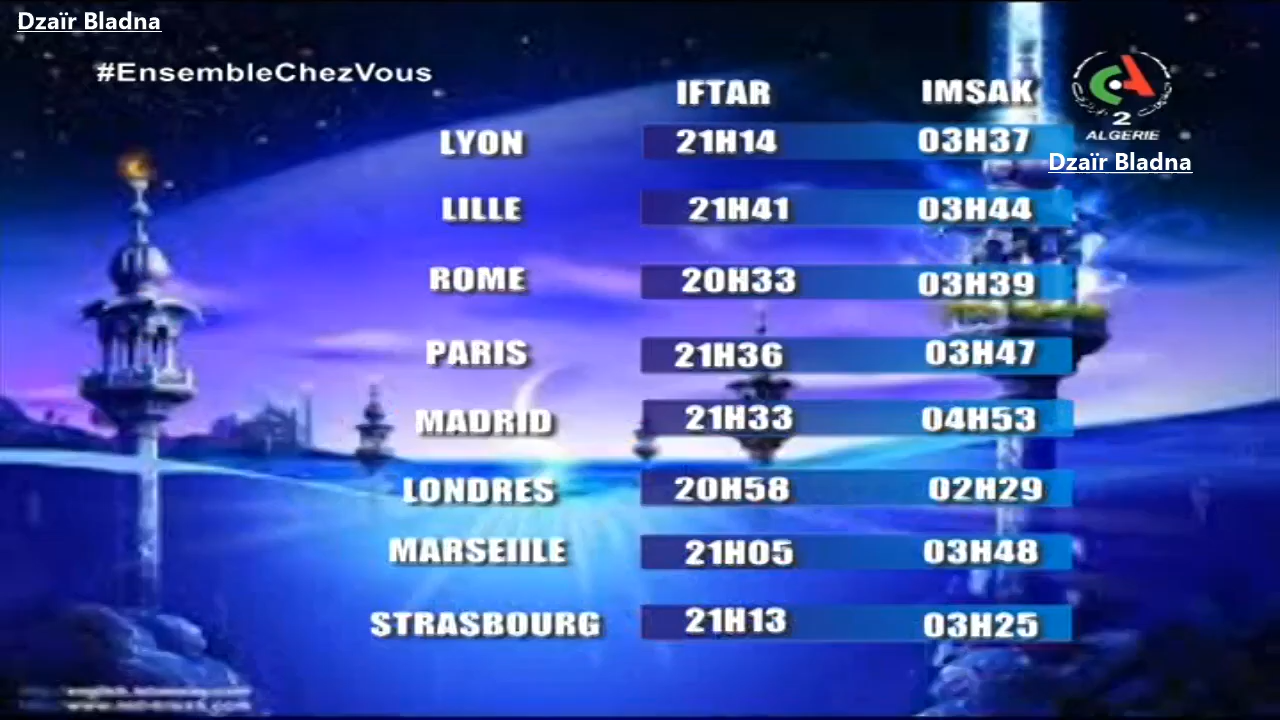 Dzaïr Bladna
#EnsembleChezVous
IFTAR IMSAK
2
ALGERIE
LYON 21H14 03H37
Dzaïr Bladna
LILLE 21H41 03H44
ROME 20H33 03H39
PARIS 21H36 03H47
MADRID 21H33 04H53
LONDRES 20H58 02H29
MARSEIILE 21H05 03H48
STRASBOURG 21H13 03H25